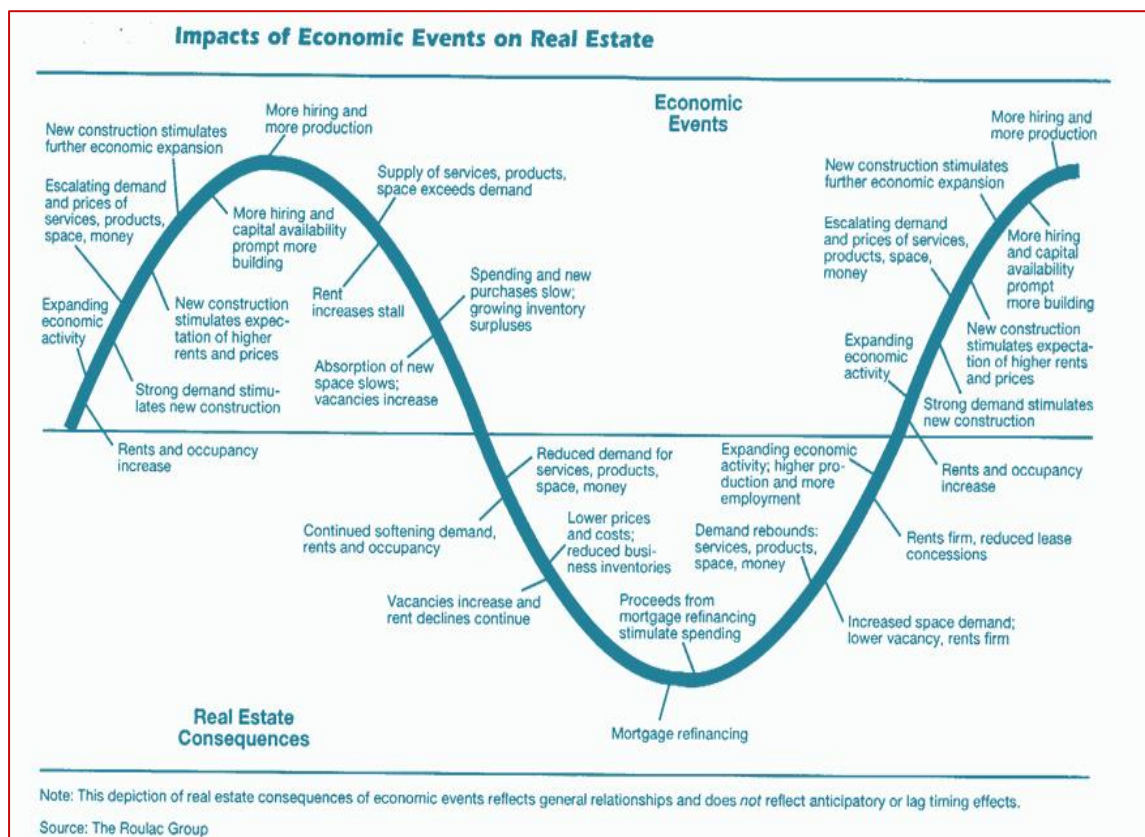 Impacts of Economic Events on Real Estate
Economic
Events
More hiring and
more production
New construction stimulates
further economic expansion
Escalating demand
and prices of
services, products,
space, money
Expanding
economic
activity
More hiring and
capital availability
prompt more
building
New construction
stimulates expec-
tation of higher
rents and prices
Strong demand stimu-
lates new construction
Rents and occupancy
increase
Supply of services, products,
space exceeds demand
Rent
increases stall
Spending and new
purchases slow;
growing inventory
surpluses
Absorption of new
space slows;
vacancies increase
Reduced demand for
services, products,
space, money
Continued softening demand,
rents and occupancy
Lower prices
and costs;
reduced busi-
ness inventories
Vacancies increase and
rent declines continue
Proceeds from
mortgage refinancing
stimulate spending
Mortgage refinancing
Demand rebounds:
services, products,
space, money
Increased space demand;
lower vacancy, rents firm
Expanding economic
activity; higher pro-
duction and more
employment
Rents firm, reduced lease
concessions
Rents and occupancy
increase
Expanding
economic
activity
Strong demand stimulates
new construction
Escalating demand
and prices of services,
products, space,
money
New construction
stimulates expecta-
tion of higher rents
and prices
New construction stimulates
further economic expansion
More hiring
and capital
availability
prompt
more building
More hiring and
more production
Real Estate
Consequences
Note: This depiction of real estate consequences of economic events reflects general relationships and does not reflect anticipatory or lag timing effects.
Source: The Roulac Group